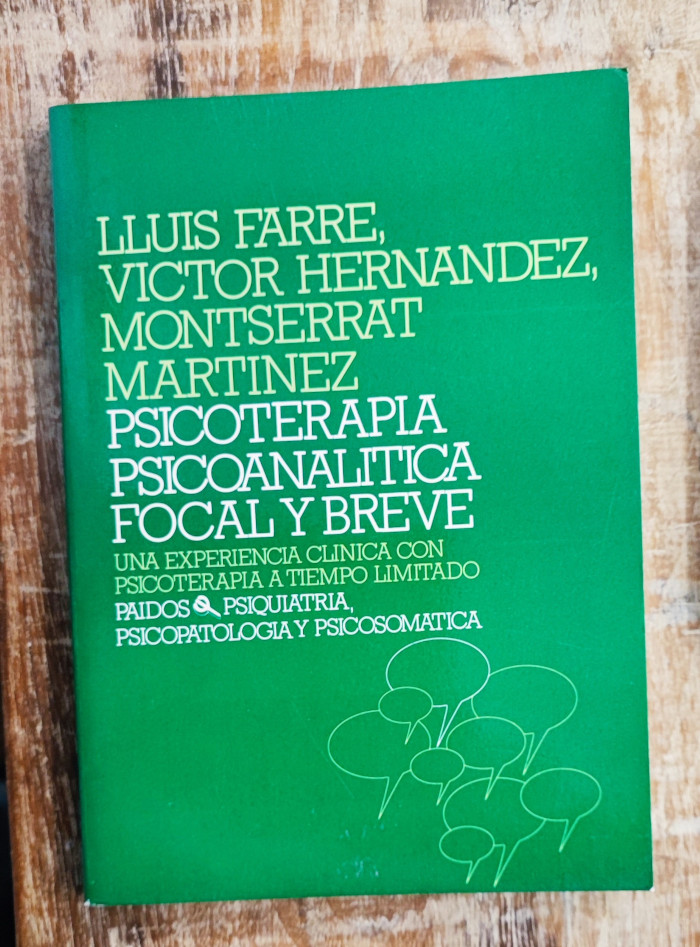 LLUIS FARRE,
VICTOR HERNANDEZ,
MONTSERRAT
MARTINEZ
PSICOTERAPIA
PSICOANALITICA
FOCAL Y BREVE
UNA EXPERIENCIA CLINICA CON
PSICOTERAPIA A TIEMPO LIMITADO
PAIDOS PSIQUIATRIA,
PSICOPATOLOGIA Y PSICOSOMATICA